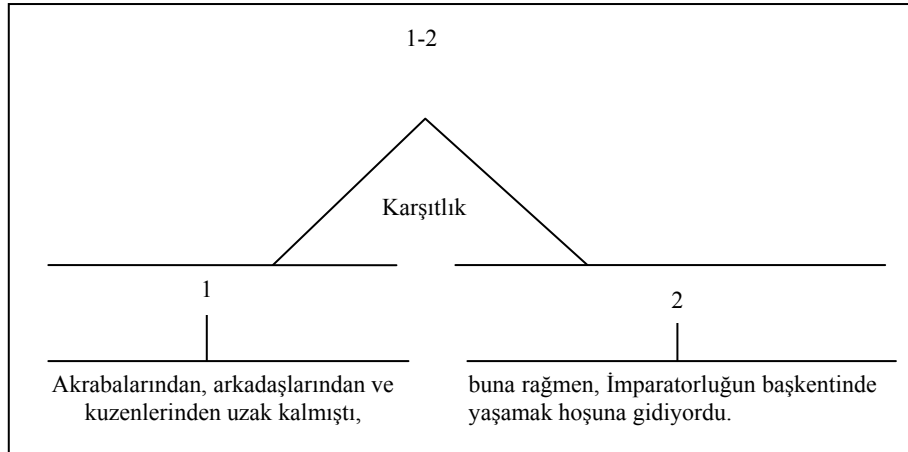 1-2
Karşıtlık
1
2
Akrabalarından, arkadaşlarından ve
kuzenlerinden uzak kalmıştı,
buna rağmen, İmparatorluğun başkentinde
yaşamak hoşuna gidiyordu.